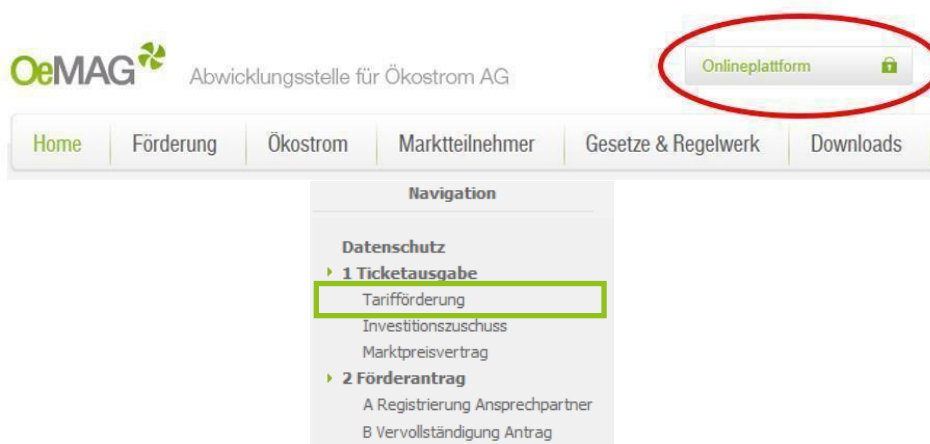 OeMAG Abwicklungsstelle für Ökostrom AG Onlineplattform
Home Förderung Ökostrom Marktteilnehmer Gesetze & Regelwerk Downloads
Navigation
Datenschutz
1 Ticketausgabe
Tarifförderung
Investitionszuschuss
Marktpreisvertrag
2 Förderantrag
A Registrierung Ansprechpartner
B Vervollständigung Antrag